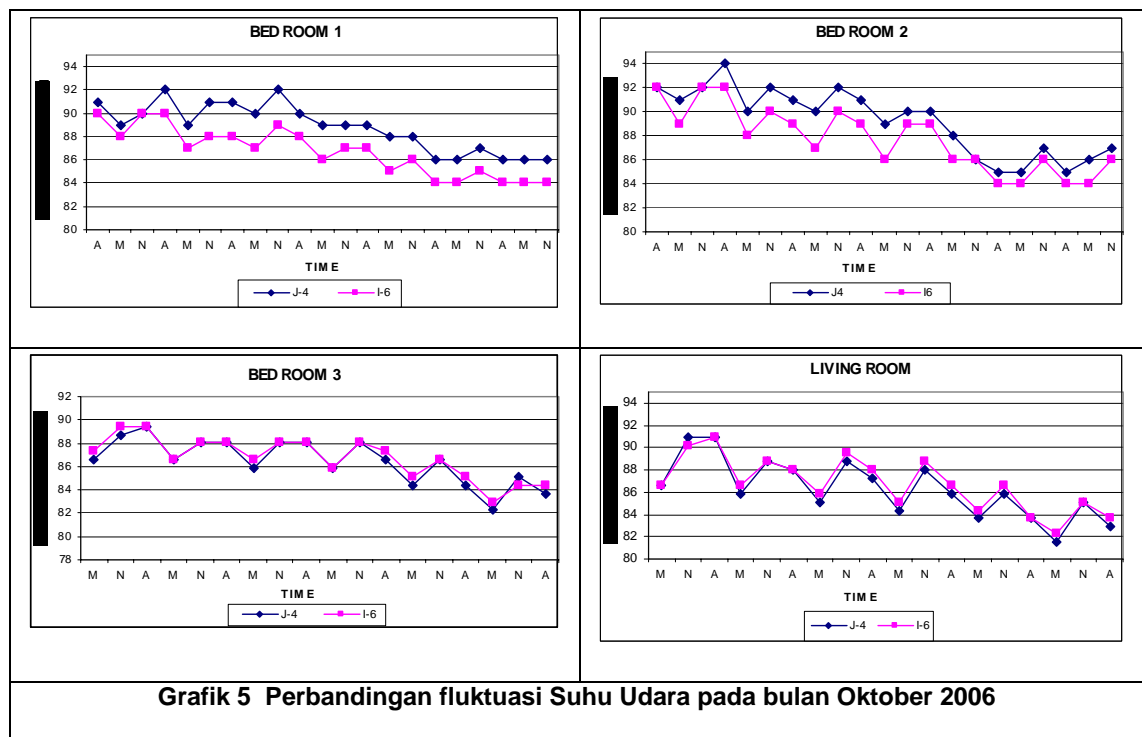 BED ROOM 1
94
92
90
88
86
84
82
80
A M N A M N A M N A M N A M N A M N A M N
TIME
J-4 I-6
BED ROOM 2
94
92
90
88
86
84
82
80
A M N A M N A M N A M N A M N A M N A M N
TIME
J4 I6
BED ROOM 3
92
90
88
86
84
82
80
78
M N A M N A M N A M N A M N A M N A
TIME
J-4 I-6
LIVING ROOM
94
92
90
88
86
84
82
80
M N A M N A M N A M N A M N A M N A
TIME
J-4 I-6
Grafik 5 Perbandingan fluktuasi Suhu Udara pada bulan Oktober 2006